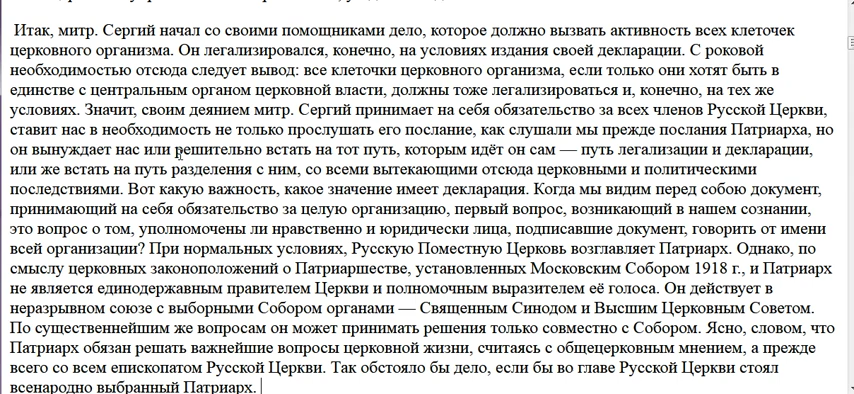 Итак, митр. Сергий начал со своими помощниками дело, которое должно вызвать активность всех клеточек
церковного организма. Он легализировался, конечно, на условиях издания своей декларации. С роковой
необходимостью отсюда следует вывод: все клеточки церковного организма, если только они хотят быть в
единстве с центральным органом церковной власти, должны тоже легализироваться и, конечно, на тех же
условиях. Значит, своим деянием митр. Сергий принимает на себя обязательство за всех членов Русской Церкви,
ставит нас в необходимость не только прослушать его послание, как слушали мы прежде послания Патриарха, но
он вынуждает нас или решительно встать на тот путь, которым идёт он сам — путь легализации и декларации,
или же встать на путь разделения с ним, со всеми вытекающими отсюда церковными и политическими
последствиями. Вот какую важность, какое значение имеет декларация. Когда мы видим перед собою документ,
принимающий на себя обязательство за целую организацию, первый вопрос, возникающий в нашем сознании,
это вопрос о том, уполномочены ли нравственно и юридически лица, подписавшие документ, говорить от имени
всей организации? При нормальных условиях, Русскую Поместную Церковь возглавляет Патриарх. Однако, по
смыслу церковных законоположений о Патриаршестве, установленных Московским Собором 1918 г., и Патриарх
не является единодержавным правителем Церкви и полномочным выразителем её голоса. Он действует в
неразрывном союзе с выборными Собором органами — Священным Синодом и Высшим Церковным Советом.
По существеннейшим же вопросам он может принимать решения только совместно с Собором. Ясно, словом, что
Патриарх обязан решать важнейшие вопросы церковной жизни, считаясь с общецерковным мнением, а прежде
всего со всем епископатом Русской Церкви. Так обстояло бы дело, если бы во главе Русской Церкви стоял
всенародно выбранный Патриарх.